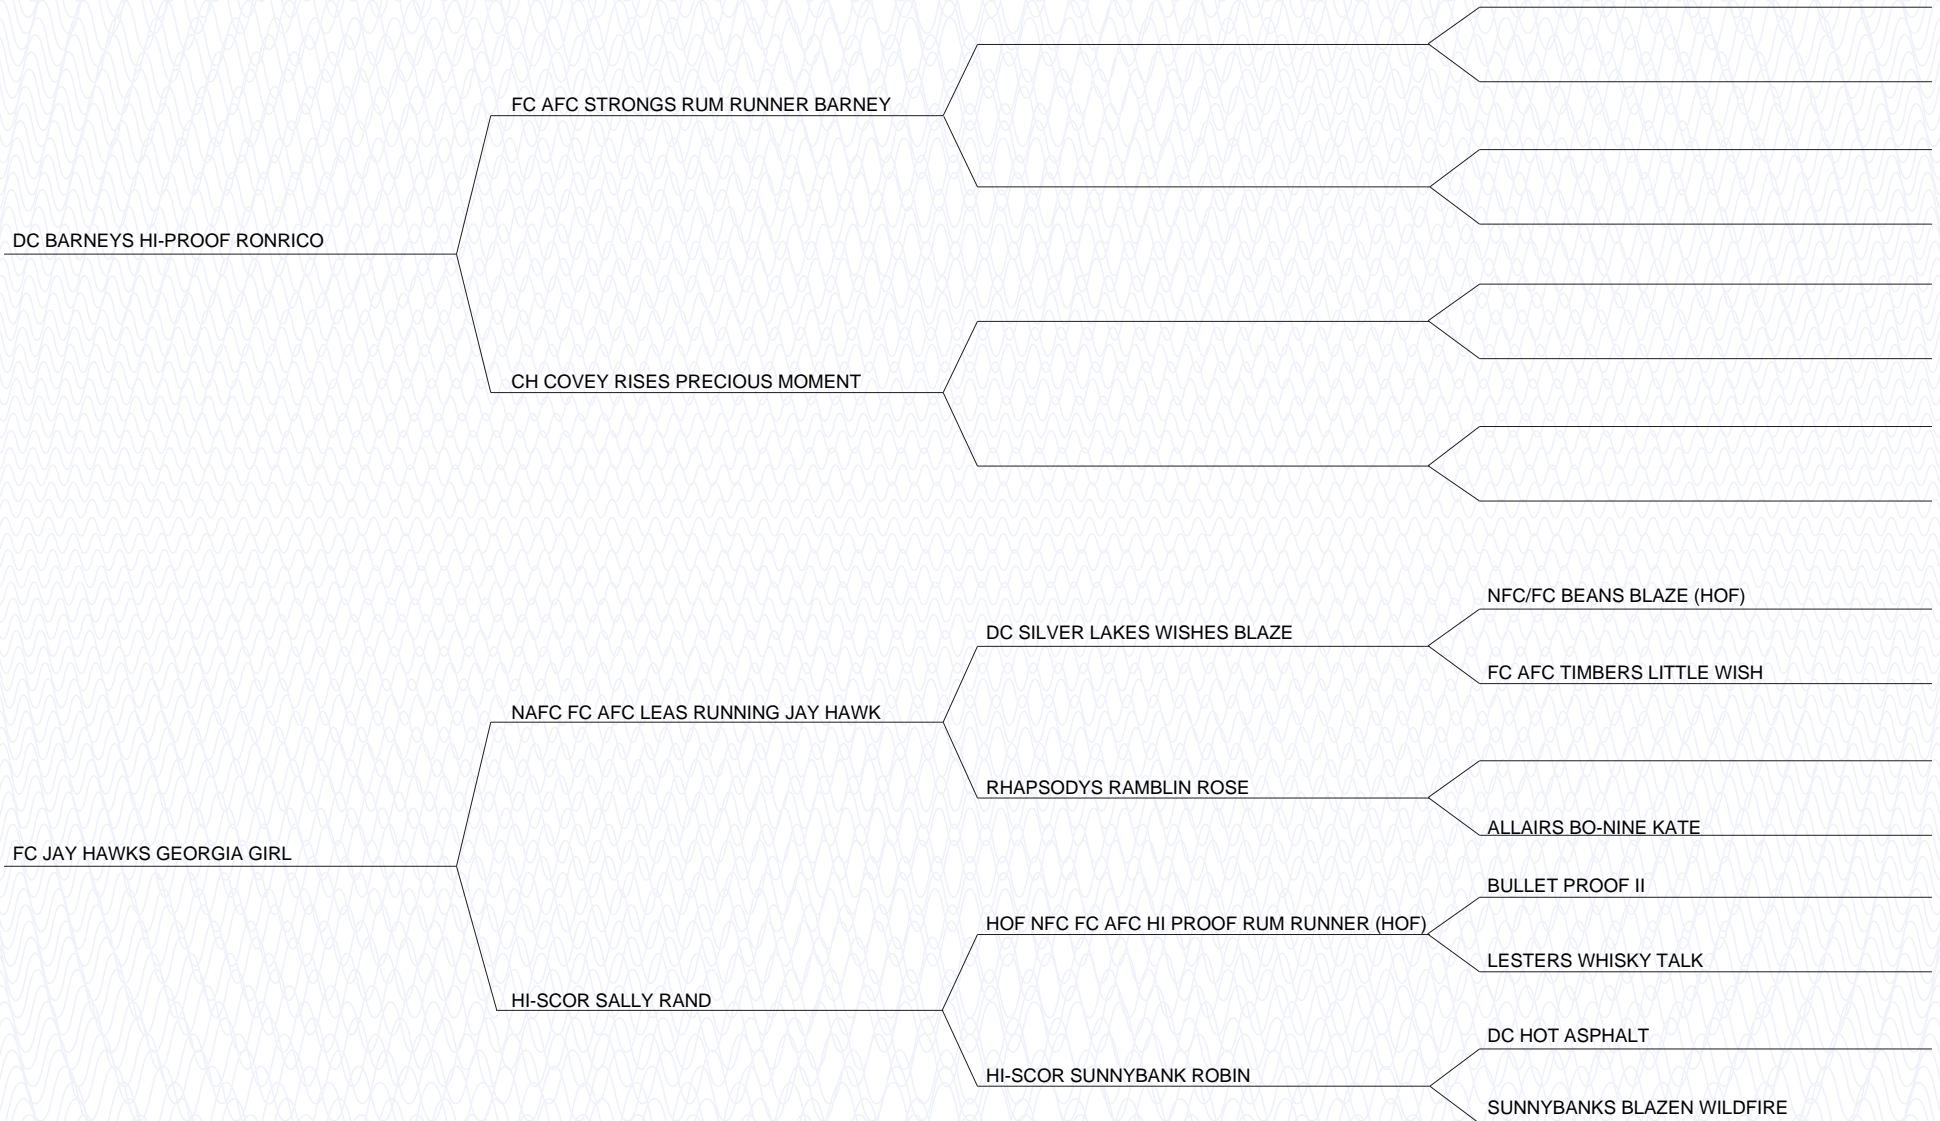 FC AFC STRONGS RUM RUNNER BARNEY
DC BARNEYS HI-PROOF RONRICO
CH COVEY RISES PRECIOUS MOMENT
NFC/FC BEANS BLAZE (HOF)
DC SILVER LAKES WISHES BLAZE
FC AFC TIMBERS LITTLE WISH
NAFC FC AFC LEAS RUNNING JAY HAWK
RHAPSODYS RAMBLIN ROSE
ALLAIRS BO-NINE KATE
FC JAY HAWKS GEORGIA GIRL
BULLET PROOF II
HOF NFC FC AFC HI PROOF RUM RUNNER (HOF)
LESTERS WHISKY TALK
HI-SCOR SALLY RAND
DC HOT ASPHALT
HI-SCOR SUNNYBANK ROBIN
SUNNYBANKS BLAZEN WILDFIRE